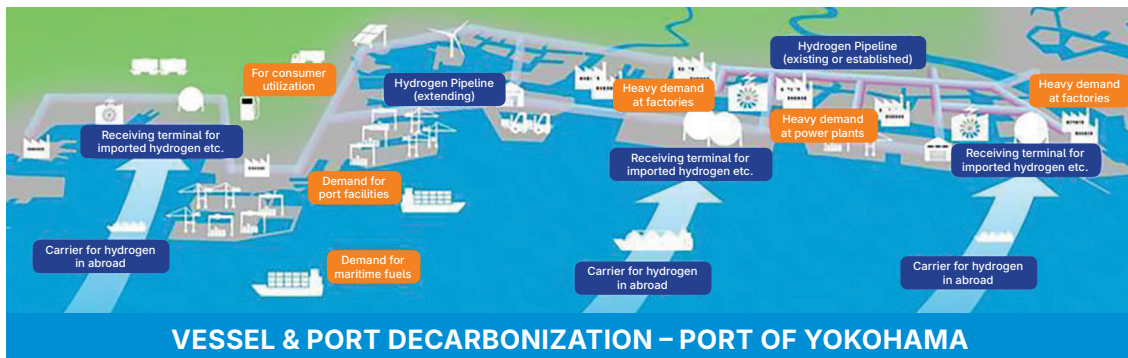 For consumer
utilization
Hydrogen Pipeline
(extending)
Hydrogen Pipeline
(existing or established)
Heavy demand
at factories
Heavy demand
at factories
Heavy demand
at power plants
Receiving terminal for
imported hydrogen etc.
Receiving terminal for
imported hydrogen etc.
Receiving terminal for
imported hydrogen etc.
Demand for
port facilities
Carrier for hydrogen
in abroad
Demand for
maritime fuels
Carrier for hydrogen
in abroad
Carrier for hydrogen
in abroad
VESSEL & PORT DECARBONIZATION – PORT OF YOKOHAMA